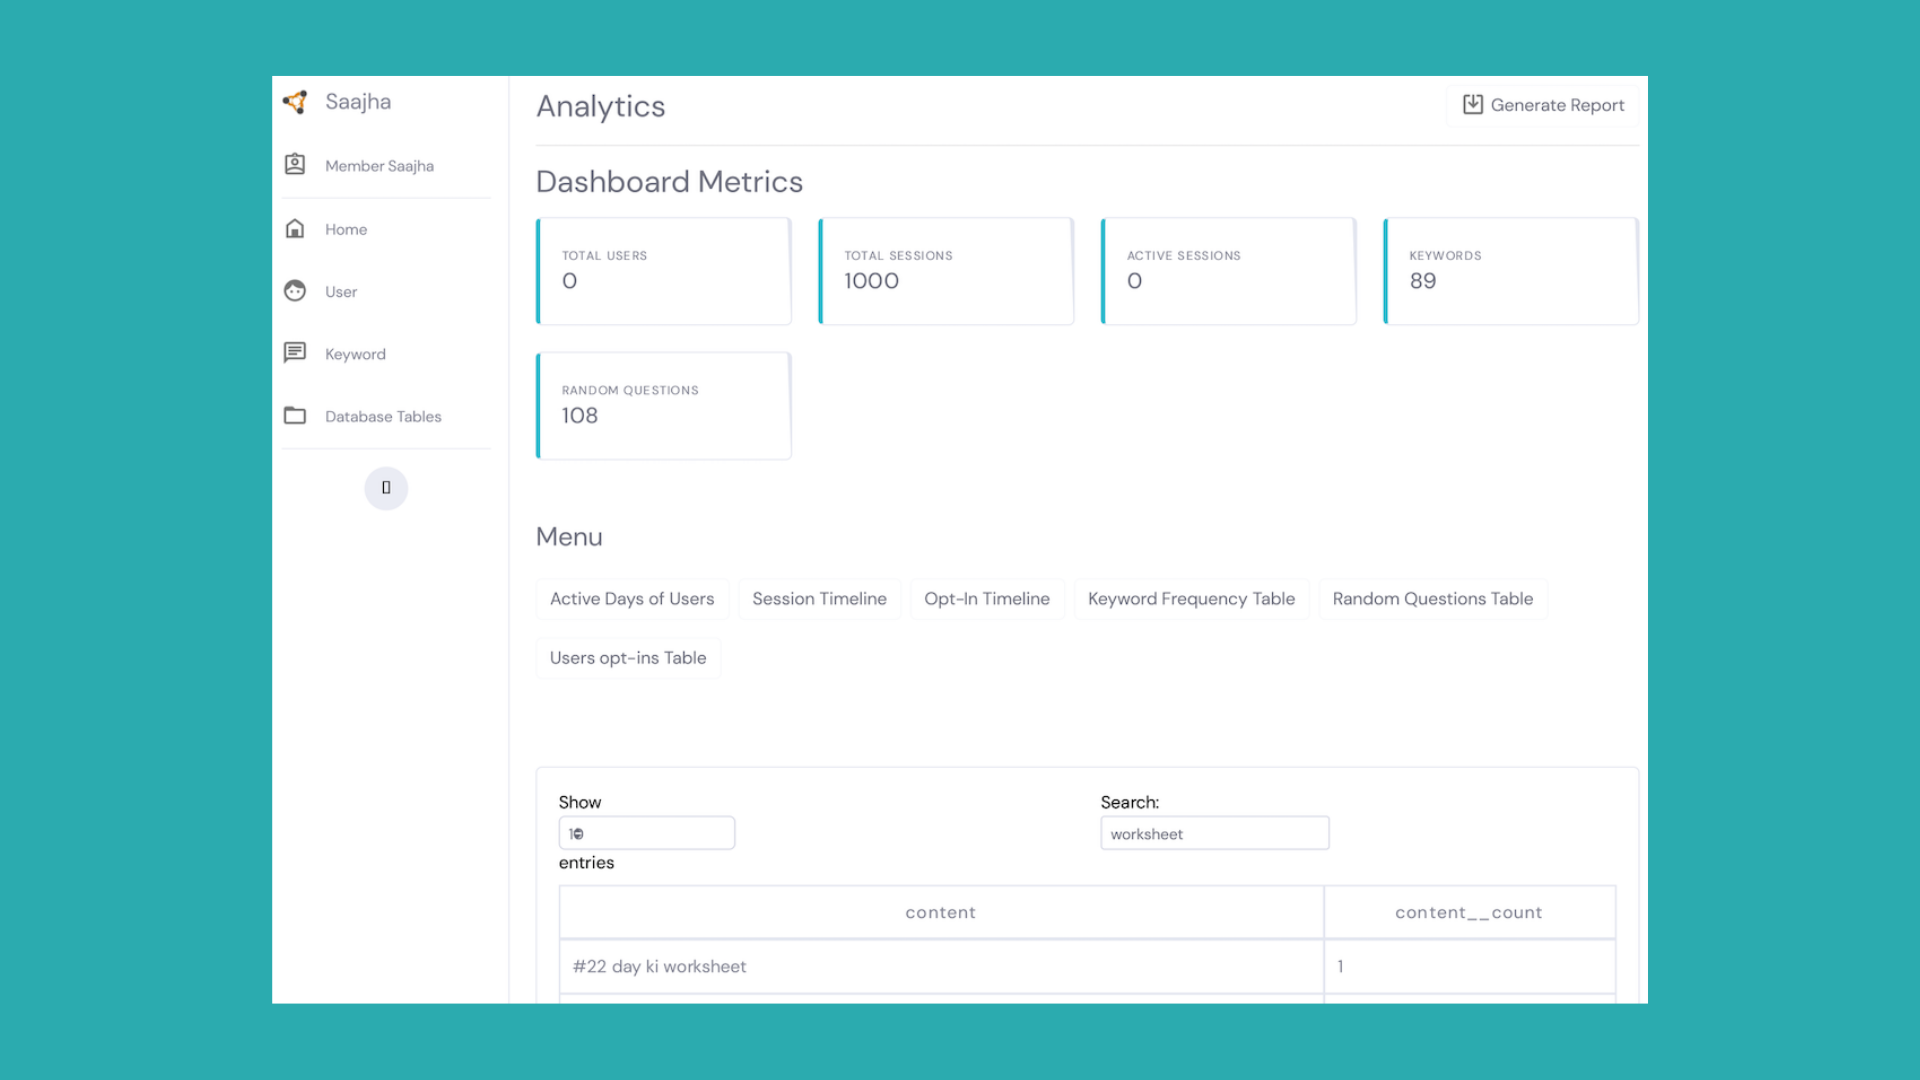 Saajha
Member Saajha
Home
User
Keyword
Database Tables
Analytics
Generate Report
Dashboard Metrics
TOTAL USERS
0
TOTAL SESSIONS
1000
ACTIVE SESSIONS
0
KEYWORDS
89
RANDOM QUESTIONS
108
Menu
Active Days of Users
Session Timeline
Opt-In Timeline
Keyword Frequency Table
Random Questions Table
Users opt-ins Table
Show
entries
Search:
worksheet
content
content__count
#22 day ki worksheet
1